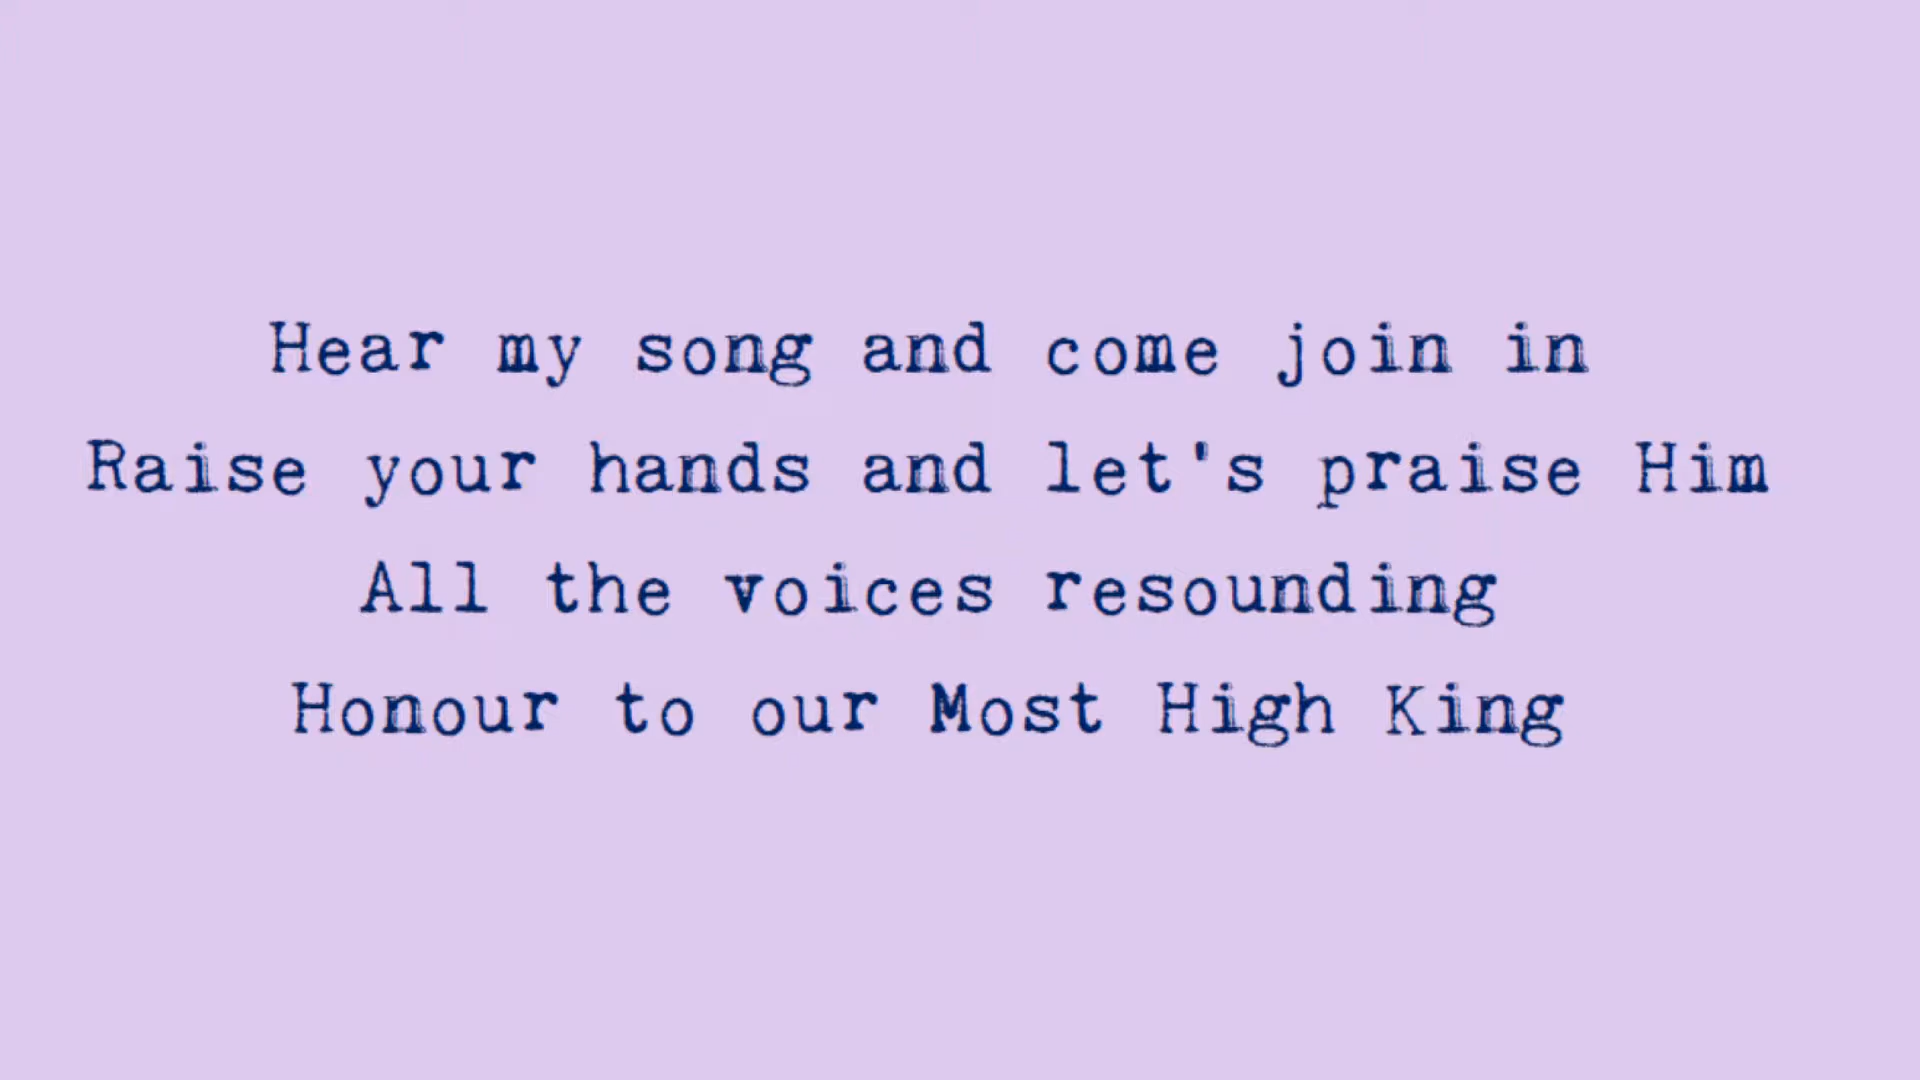 Hear my song and come join in
Raise your hands and let's praise Him
All the voices resounding
Honour to our Most High King